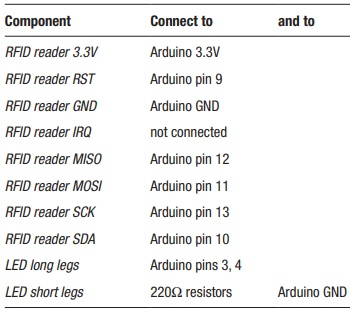 Component Connect to and to
RFID reader 3.3V Arduino 3.3V
RFID reader RST Arduino pin 9
RFID reader GND Arduino GND
RFID reader IRQ not connected
RFID reader MISO Arduino pin 12
RFID reader MOSI Arduino pin 11
RFID reader SCK Arduino pin 13
RFID reader SDA Arduino pin 10
LED long legs Arduino pins 3, 4
LED short legs 220Ω resistors Arduino GND